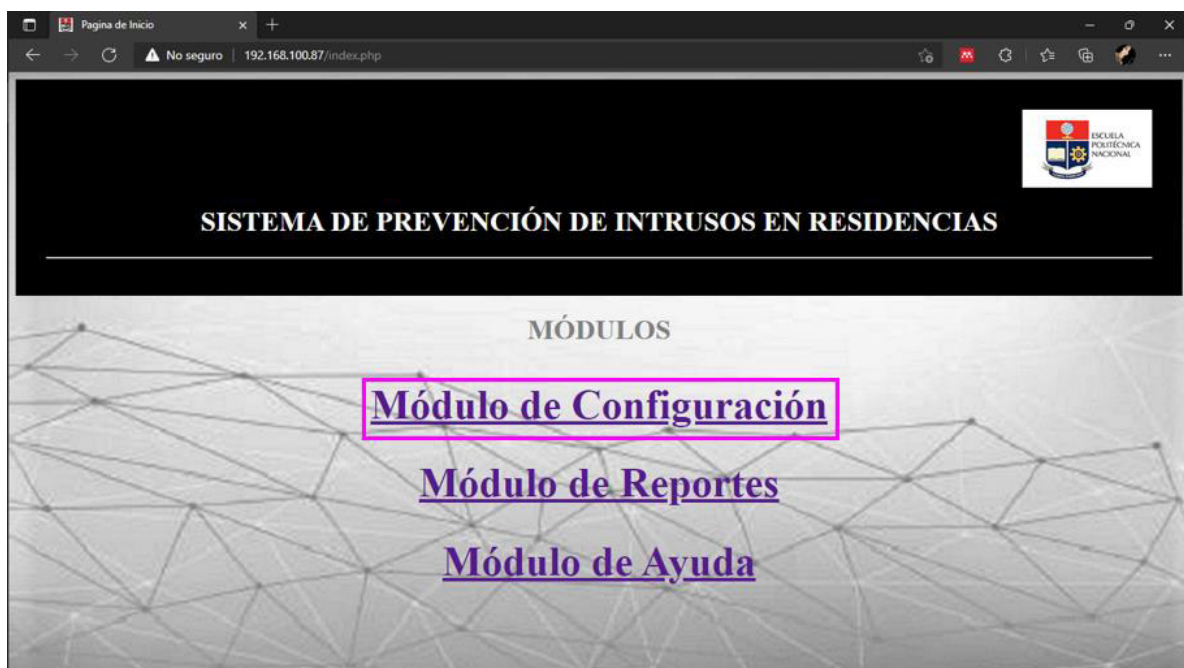 Pagina de Inicio
No seguro | 192.168.100.87/index.php
ESCUELA
POLITÉCNICA
NACIONAL
SISTEMA DE PREVENCIÓN DE INTRUSOS EN RESIDENCIAS
MÓDULOS
Módulo de Configuración
Módulo de Reportes
Módulo de Ayuda